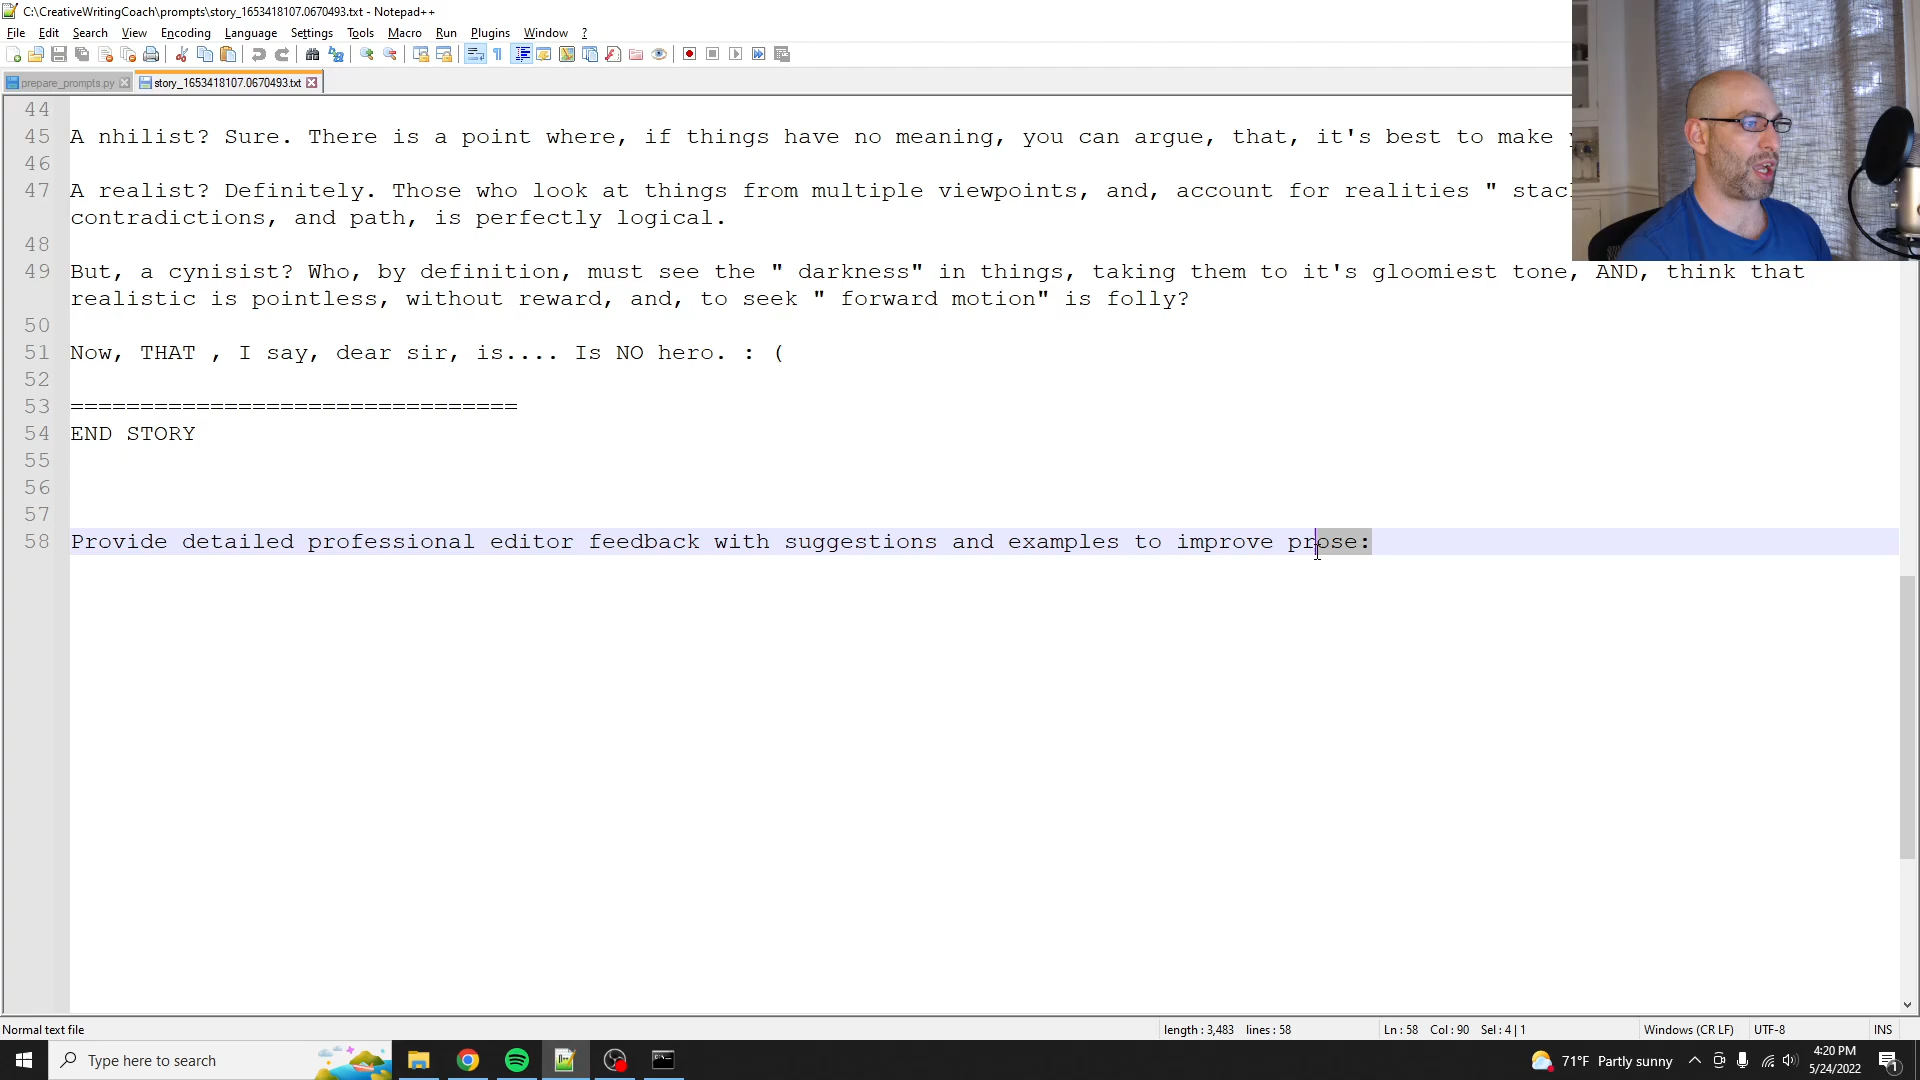 C:\CreativeWritingCoach\prompts\story_1653418107.0670493.txt - Notepad++
File Edit Search View Encoding Language Settings Tools Macro Run Plugins Window ?
prepare_prompts.py story_1653418107.0670493.txt
44
45 A nhilist? Sure. There is a point where, if things have no meaning, you can argue, that, it's best to make
46
47 A realist? Definitely. Those who look at things from multiple viewpoints, and, account for realities " stac
contradictions, and path, is perfectly logical.
48
49 But, a cynisist? Who, by definition, must see the " darkness" in things, taking them to it's gloomiest tone, AND, think that
realistic is pointless, without reward, and, to seek " forward motion" is folly?
50
51 Now, THAT , I say, dear sir, is.... Is NO hero. : (
52
53 ================================
54 END STORY
55
56
57
58 Provide detailed professional editor feedback with suggestions and examples to improve prose:
Normal text file length : 3,483 lines : 58 Ln : 58 Col : 90 Sel : 4 | 1 Windows (CR LF) UTF-8 INS
Type here to search 71°F Partly sunny 4:20 PM
5/24/2022 1